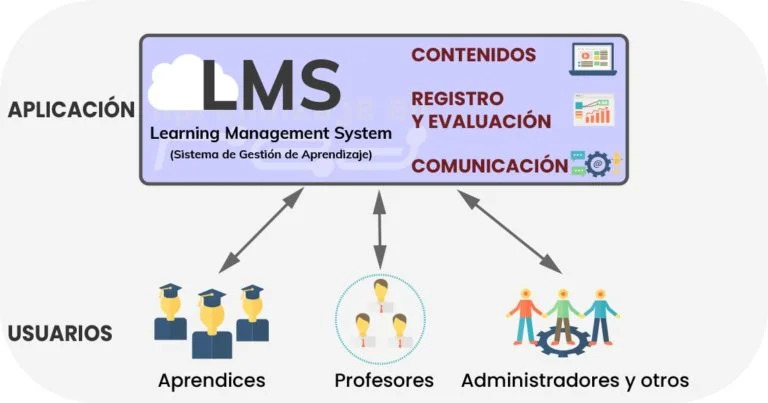 APLICACIÓN
LMS
Learning Management System
(Sistema de Gestión de Aprendizaje)
CONTENIDOS
REGISTRO
Y EVALUACIÓN
COMUNICACIÓN
@
USUARIOS
Aprendices
Profesores
Administradores y otros